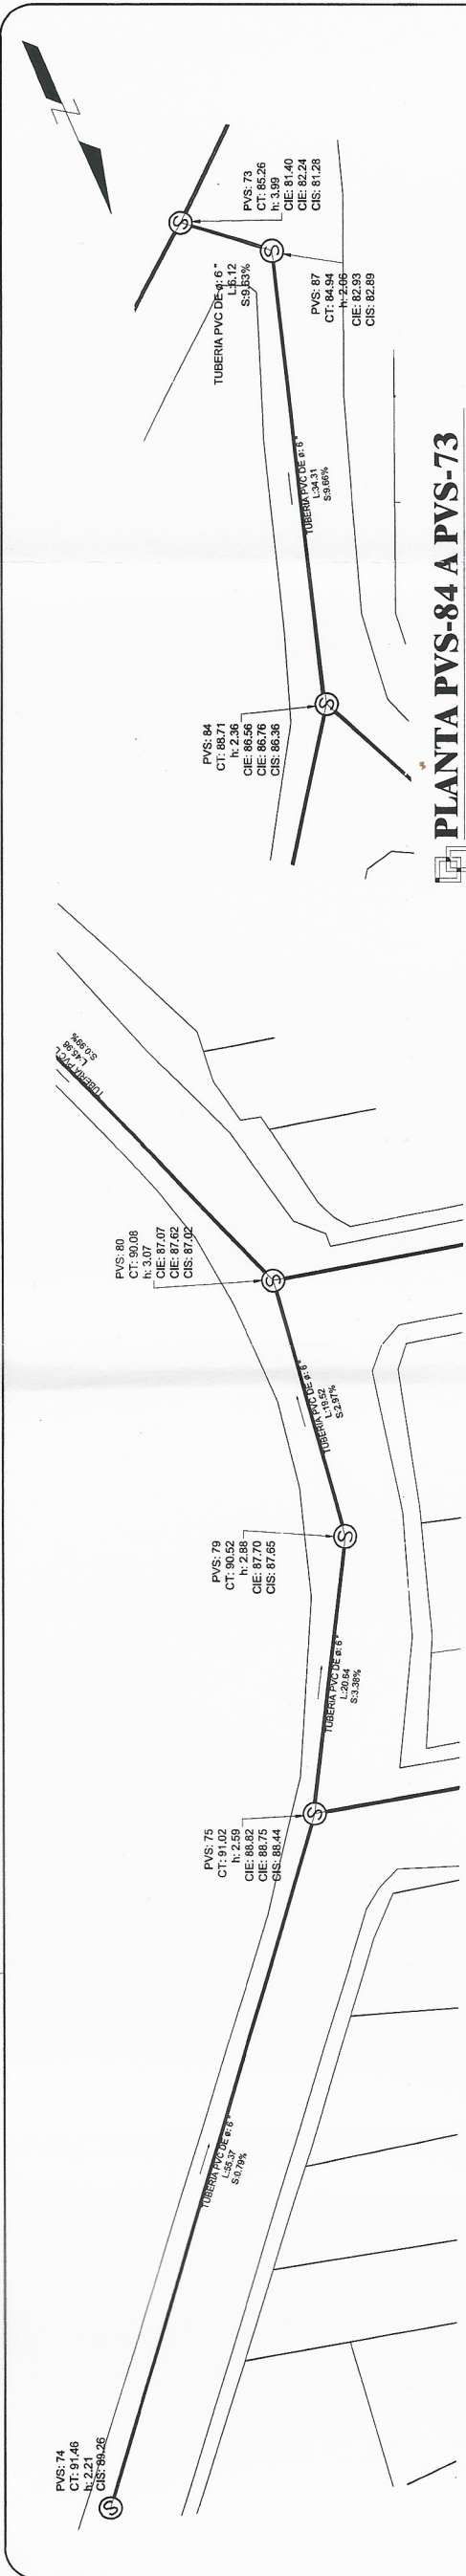 PVS: 74
CT: 91.46
h: 2.21
CIS: 89.26
TUBERIA PVC DE ø: 6"
L:55.37
S:0.79%
PVS: 75
CT: 91.02
h: 2.59
CIE: 88.82
CIE: 88.75
CIS: 88.44
TUBERIA PVC DE ø: 6"
L:20.64
S:3.38%
PVS: 79
CT: 90.52
h: 2.88
CIE: 87.70
CIS: 87.65
TUBERIA PVC DE ø: 6"
L:19.52
S:2.97%
PVS: 80
CT: 90.08
h: 3.07
CIE: 87.07
CIE: 87.62
CIS: 87.02
TUBERIA PVC
L:45.98
S:0.99%
PVS: 84
CT: 88.71
h: 2.36
CIE: 86.56
CIE: 86.76
CIS: 86.36
TUBERIA PVC DE ø: 6"
L:34.31
S:9.66%
PVS: 87
CT: 84.94
h: 2.06
CIE: 82.93
CIS: 82.89
TUBERIA PVC DE ø: 6"
L:6.12
S:9.63%
PVS: 73
CT: 85.26
h: 3.99
CIE: 81.40
CIE: 82.24
CIS: 81.28
PLANTA PVS-84 A PVS-73